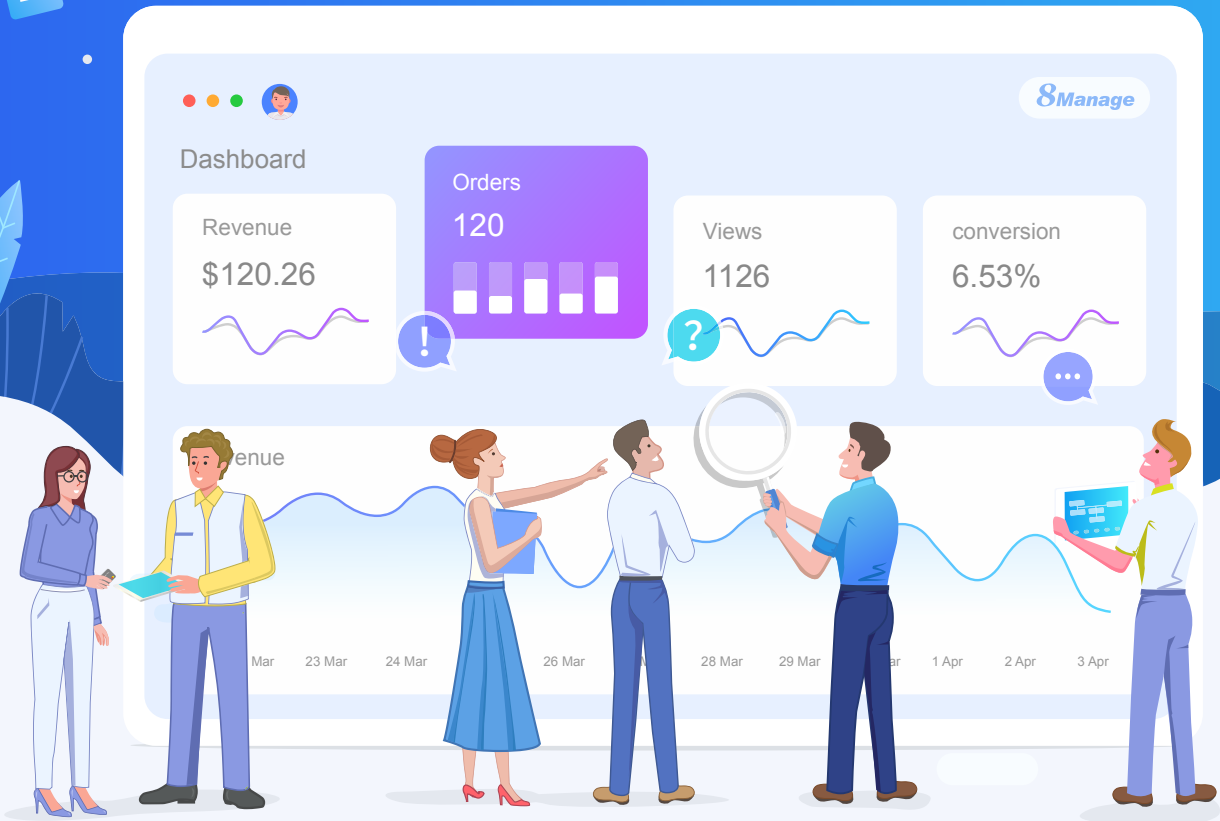 8Manage
Dashboard
Orders
120
Revenue
$120.26
Views
1126
conversion
6.53%
!
?
enue
Mar
23 Mar
24 Mar
26 Mar
28 Mar
29 Mar
ar
1 Apr
2 Apr
3 Apr